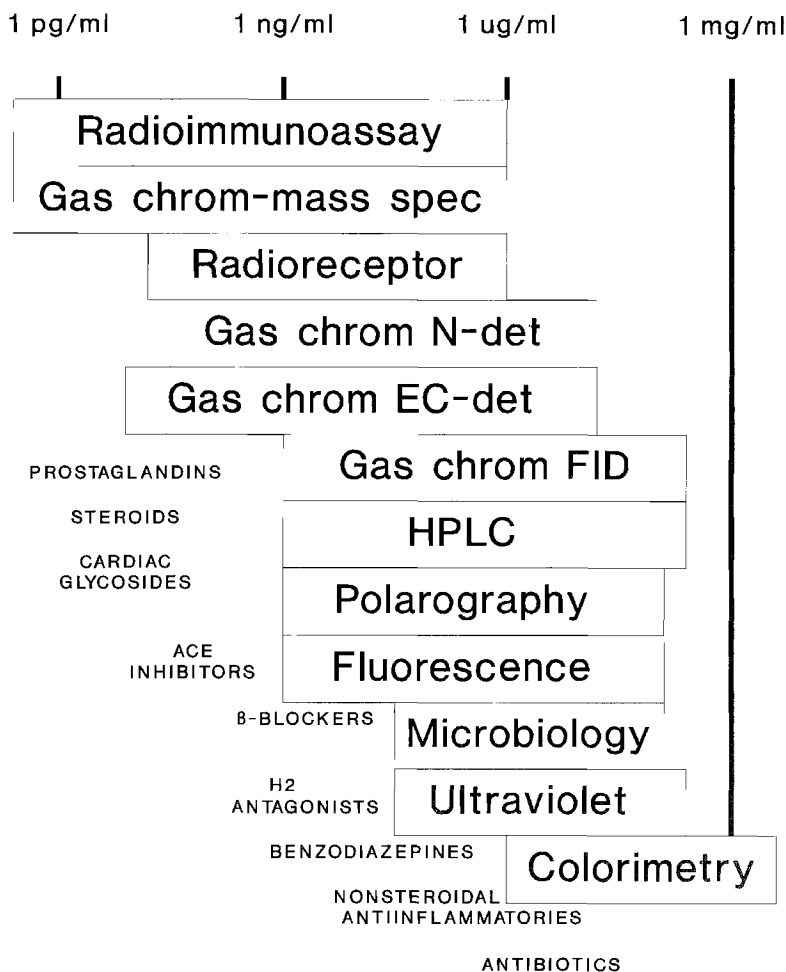 1 pg/ml 1 ng/ml 1 ug/ml 1 mg/ml
Radioimmunoassay
Gas chrom-mass spec
Radioreceptor
Gas chrom N-det
Gas chrom EC-det
Gas chrom FID
PROSTAGLANDINS
STEROIDS
HPLC
CARDIAC
GLYCOSIDES
Polarography
ACE
INHIBITORS
Fluorescence
β-BLOCKERS
Microbiology
H2
ANTAGONISTS
Ultraviolet
BENZODIAZEPINES
Colorimetry
NONSTEROIDAL
ANTIINFLAMMATORIES
ANTIBIOTICS